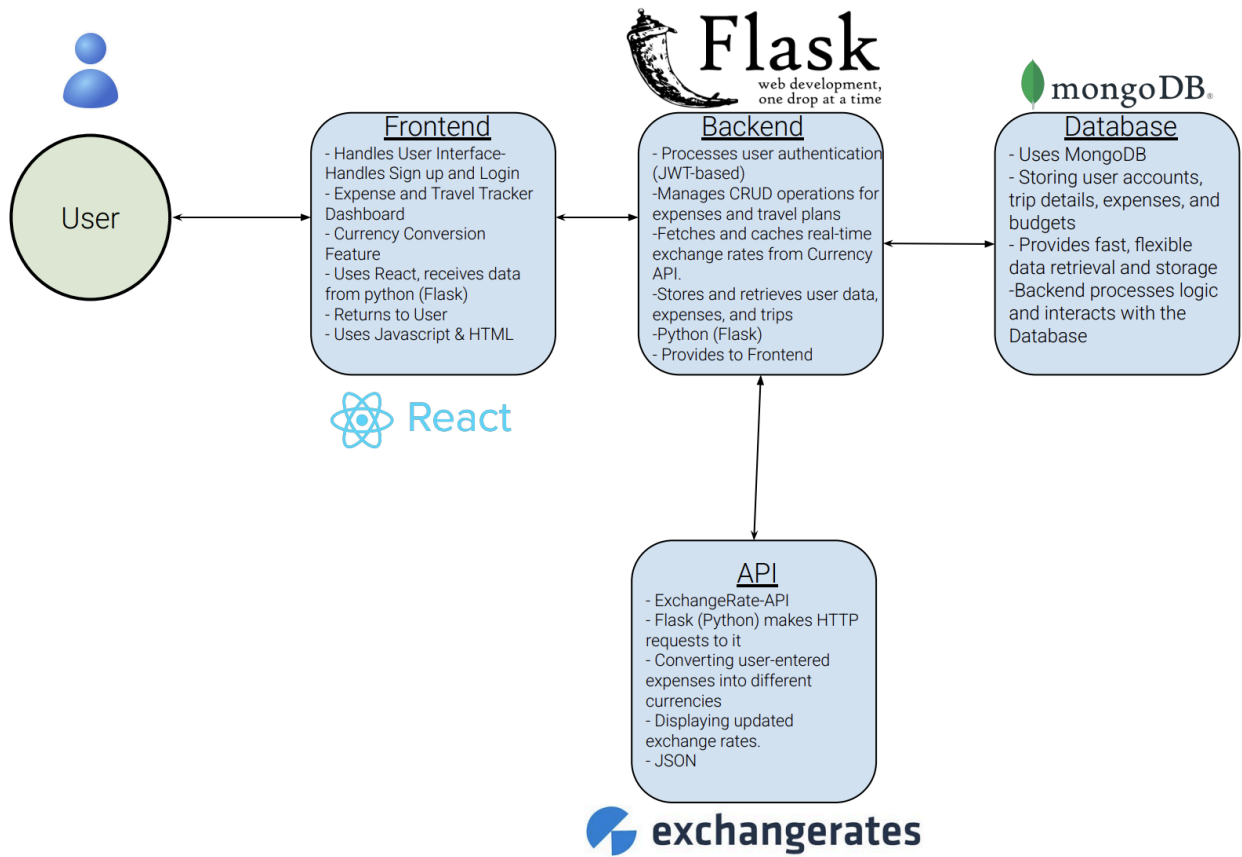 User
Frontend
- Handles User Interface-
Handles Sign up and Login
- Expense and Travel Tracker
Dashboard
- Currency Conversion
Feature
- Uses React, receives data
from python (Flask)
- Returns to User
- Uses Javascript & HTML
React
Flask
web development,
one drop at a time
Backend
- Processes user authentication
(JWT-based)
-Manages CRUD operations for
expenses and travel plans
-Fetches and caches real-time
exchange rates from Currency
API.
-Stores and retrieves user data,
expenses, and trips
-Python (Flask)
- Provides to Frontend
mongoDB®
Database
- Uses MongoDB
- Storing user accounts,
trip details, expenses, and
budgets
- Provides fast, flexible
data retrieval and storage
-Backend processes logic
and interacts with the
Database
API
- ExchangeRate-API
- Flask (Python) makes HTTP
requests to it
- Converting user-entered
expenses into different
currencies
- Displaying updated
exchange rates.
- JSON
exchangerates